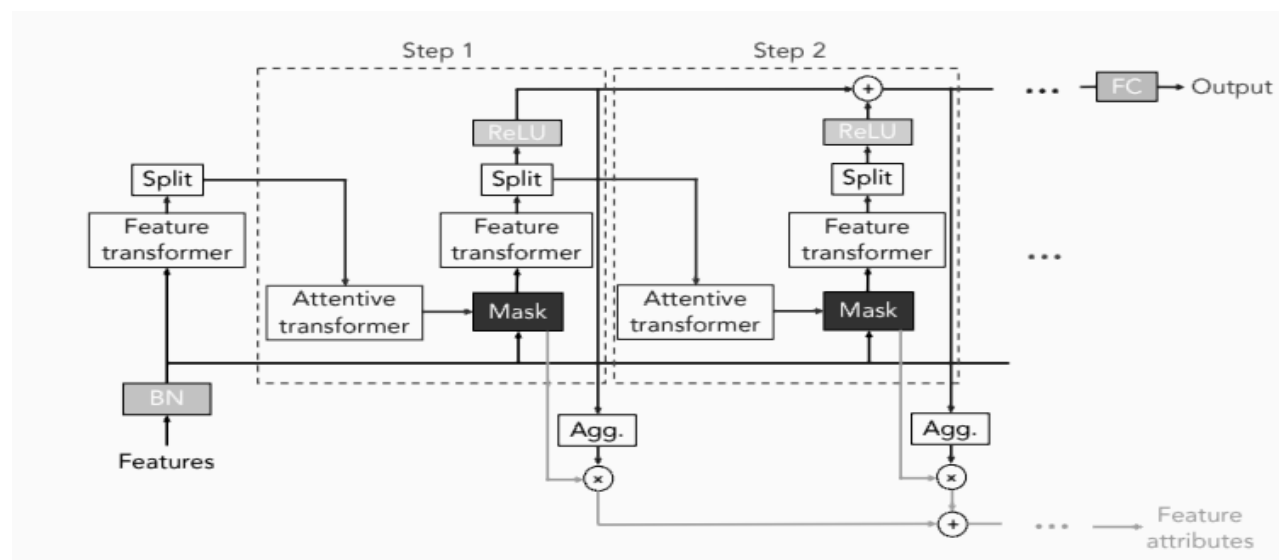 Step 1
Step 2
FC
Output
ReLU
ReLU
Split
Split
Split
Feature
transformer
Feature
transformer
Feature
transformer
Attentive
transformer
Mask
Attentive
transformer
Mask
BN
Features
Agg.
Agg.
Feature
attributes